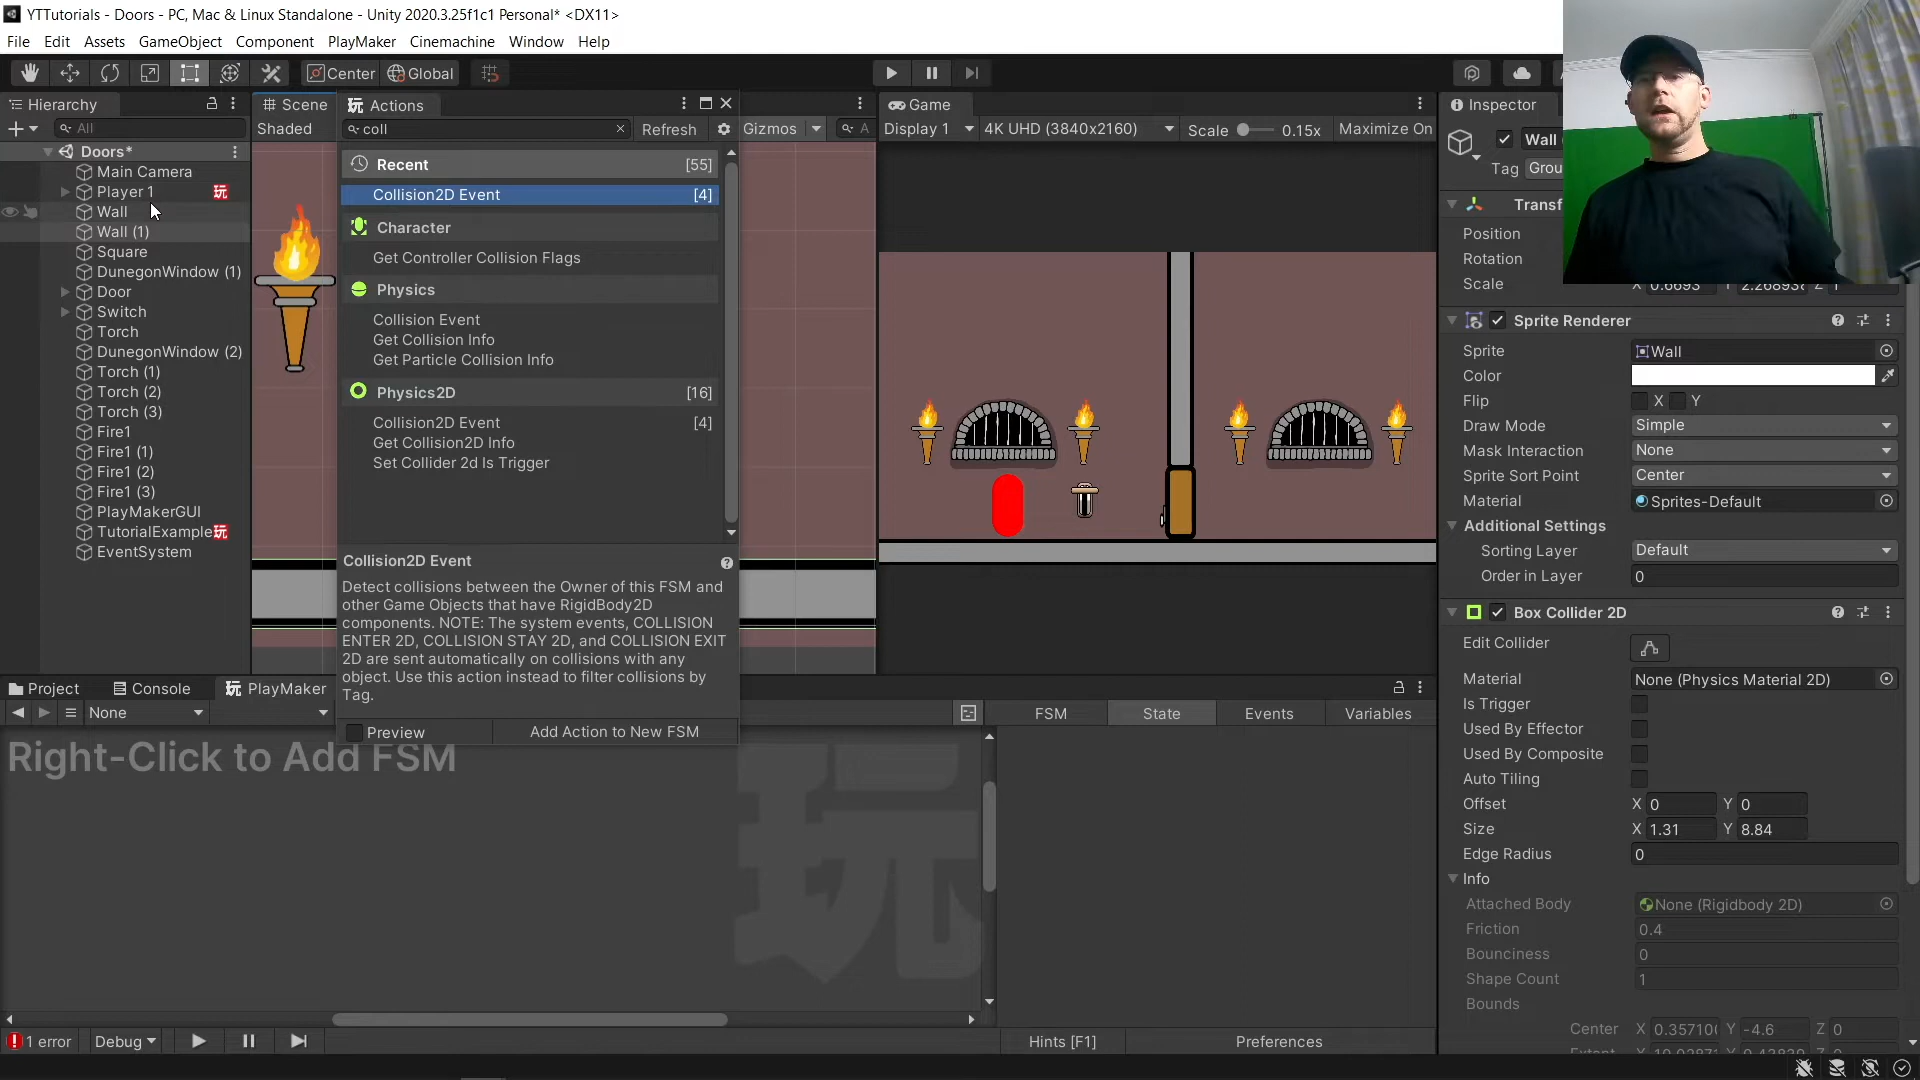 YTTutorials - Doors - PC, Mac & Linux Standalone - Unity 2020.3.25f1c1 Personal* <DX11>
File Edit Assets GameObject Component PlayMaker Cinemachine Window Help
Center Global
Hierarchy
All
Doors*
Main Camera
Player 1
Wall
Wall (1)
Square
DunegonWindow (1)
Door
Switch
Torch
DunegonWindow (2)
Torch (1)
Torch (2)
Torch (3)
Fire1
Fire1 (1)
Fire1 (2)
Fire1 (3)
PlayMakerGUI
TutorialExample 玩
EventSystem
Scene
Shaded
Gizmos
A
玩 Actions
coll
Refresh
Recent [55]
Collision2D Event [4]
Character
Get Controller Collision Flags
Physics
Collision Event
Get Collision Info
Get Particle Collision Info
Physics2D [16]
Collision2D Event [4]
Get Collision2D Info
Set Collider 2d Is Trigger
Collision2D Event
Detect collisions between the Owner of this FSM and
other Game Objects that have RigidBody2D
components. NOTE: The system events, COLLISION
ENTER 2D, COLLISION STAY 2D, and COLLISION EXIT
2D are sent automatically on collisions with any
object. Use this action instead to filter collisions by
Tag.
Preview Add Action to New FSM
Game
Display 1 4K UHD (3840x2160) Scale 0.15x Maximize On
Inspector
Wall
Tag Grou
Transf
Position
Rotation
Scale X 0.6693 Y 2.26893 Z 1
Sprite Renderer
Sprite Wall
Color
Flip X Y
Draw Mode Simple
Mask Interaction None
Sprite Sort Point Center
Material Sprites-Default
Additional Settings
Sorting Layer Default
Order in Layer 0
Box Collider 2D
Edit Collider
Material None (Physics Material 2D)
Is Trigger
Used By Effector
Used By Composite
Auto Tiling
Offset X 0 Y 0
Size X 1.31 Y 8.84
Edge Radius 0
Info
Attached Body None (Rigidbody 2D)
Friction 0.4
Bounciness 0
Shape Count 1
Bounds
Center X 0.35710 Y -4.6 Z 0
Project Console 玩 PlayMaker
None
FSM State Events Variables
Right-Click to Add FSM
玩
1 error Debug Hints [F1] Preferences